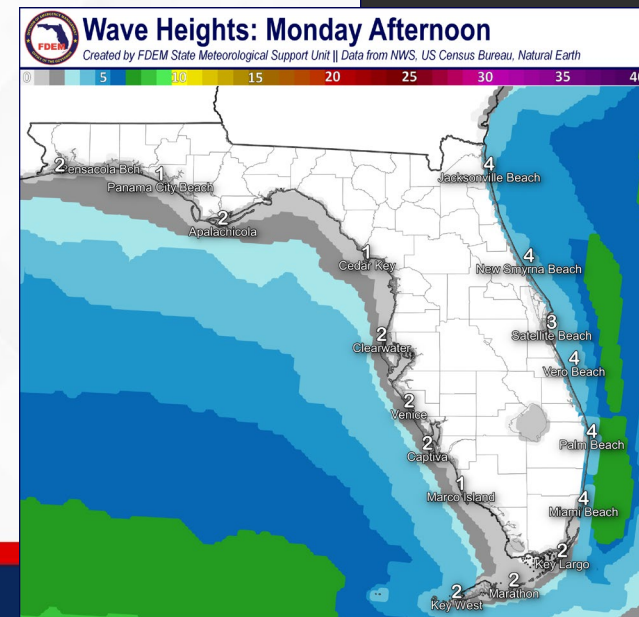 FDEM
Wave Heights: Monday Afternoon
Created by FDEM State Meteorological Support Unit || Data from NWS, US Census Bureau, Natural Earth
0 5 10 15 20 25 30 35 40
2
Pensacola Bch
1
Panama City Beach
2
Apalachicola
4
Jacksonville Beach
1
Cedar Key
4
New Smyrna Beach
3
Satellite Beach
2
Clearwater
4
Vero Beach
2
Venice
4
Palm Beach
2
Captiva
1
Marco Island
4
Miami Beach
2
Key Largo
2
Marathon
2
Key West